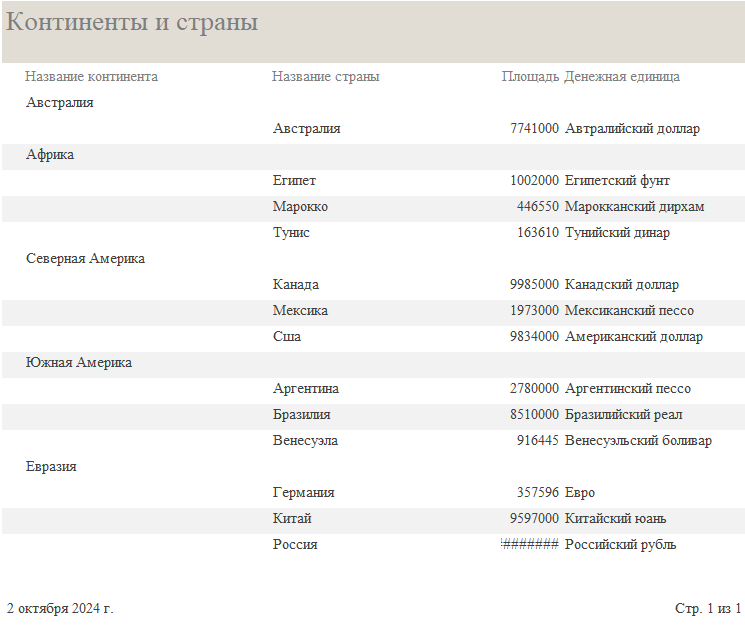 Континенты и страны
Название континента Название страны Площадь Денежная единица
Австралия
Австралия 7741000 Автралийский доллар
Африка
Египет 1002000 Египетский фунт
Марокко 446550 Марокканский дирхам
Тунис 163610 Тунийский динар
Северная Америка
Канада 9985000 Канадский доллар
Мексика 1973000 Мексиканский пессо
Сша 9834000 Американский доллар
Южная Америка
Аргентина 2780000 Аргентинский пессо
Бразилия 8510000 Бразилийский реал
Венесуэла 916445 Венесуэльский боливар
Евразия
Германия 357596 Евро
Китай 9597000 Китайский юань
Россия ######## Российский рубль
2 октября 2024 г. Стр. 1 из 1